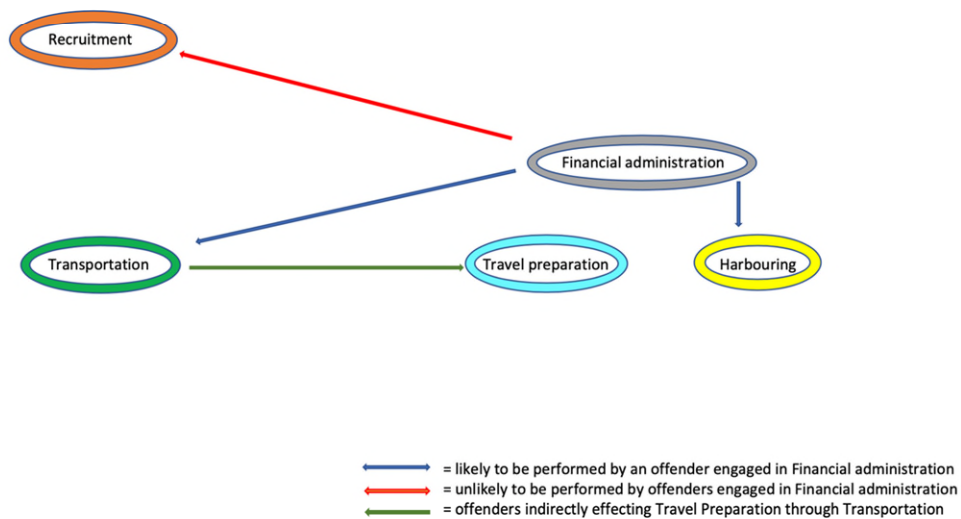 Recruitment
Financial administration
Transportation
Travel preparation
Harbouring
= likely to be performed by an offender engaged in Financial administration
= unlikely to be performed by offenders engaged in Financial administration
= offenders indirectly effecting Travel Preparation through Transportation